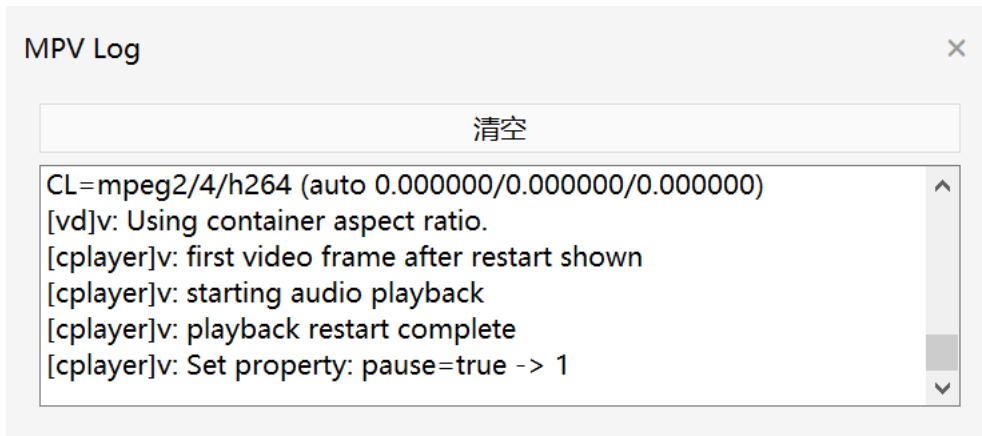 MPV Log
清空
CL=mpeg2/4/h264 (auto 0.000000/0.000000/0.000000)
[vd]v: Using container aspect ratio.
[cplayer]v: first video frame after restart shown
[cplayer]v: starting audio playback
[cplayer]v: playback restart complete
[cplayer]v: Set property: pause=true -> 1